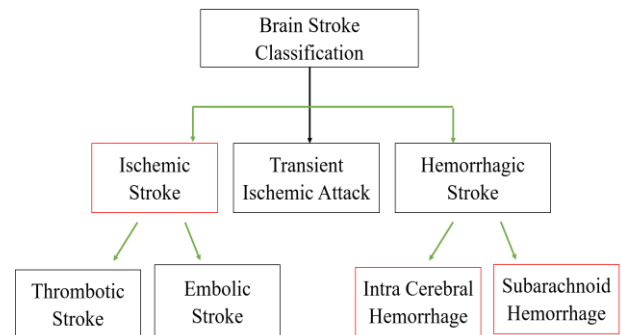 Brain Stroke
Classification
Ischemic
Stroke
Transient
Ischemic Attack
Hemorrhagic
Stroke
Thrombotic
Stroke
Embolic
Stroke
Intra Cerebral
Hemorrhage
Subarachnoid
Hemorrhage